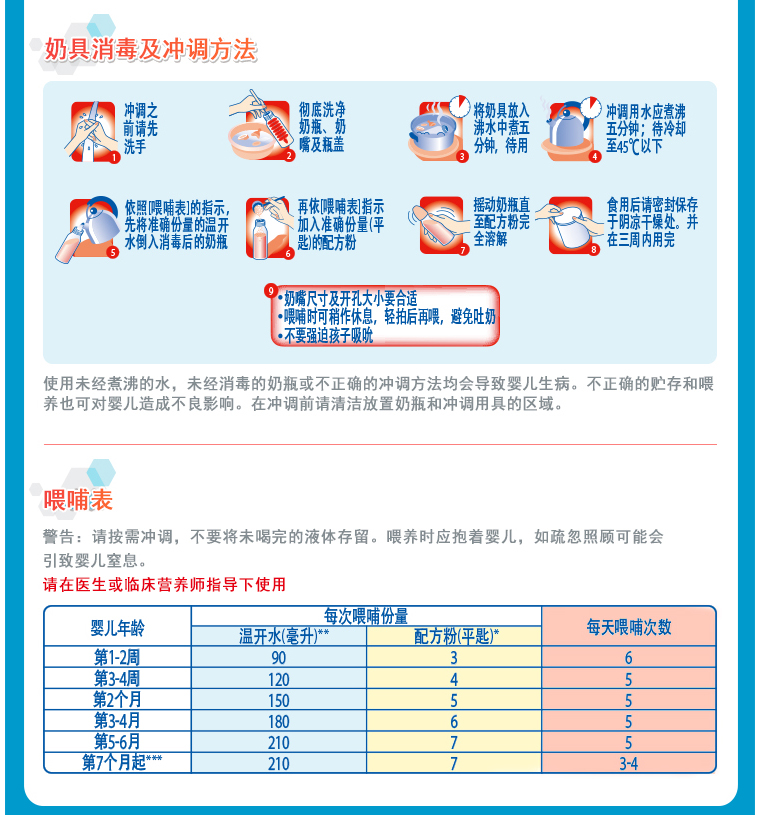 奶具消毒及冲调方法
冲调之
前请先
洗手
1
彻底洗净
奶瓶、奶
嘴及瓶盖
2
将奶具放入
沸水中煮五
分钟，待用
3
冲调用水应煮沸
五分钟；待冷却
至45℃以下
4
依照[喂哺表]的指示，
先将准确份量的温开
水倒入消毒后的奶瓶
5
再依[喂哺表]指示
加入准确份量(平
匙)的配方粉
6
摇动奶瓶直
至配方粉完
全溶解
7
食用后请密封保存
于阴凉干燥处。并
在三周内用完
8
9
•奶嘴尺寸及开孔大小要合适
•喂哺时可稍作休息，轻拍后再喂，避免吐奶
•不要强迫孩子吸吮
使用未经煮沸的水，未经消毒的奶瓶或不正确的冲调方法均会导致婴儿生病。不正确的贮存和喂
养也可对婴儿造成不良影响。在冲调前请清洁放置奶瓶和冲调用具的区域。
喂哺表
警告：请按需冲调，不要将未喝完的液体存留。喂养时应抱着婴儿，如疏忽照顾可能会
引致婴儿窒息。
请在医生或临床营养师指导下使用
婴儿年龄 每次喂哺份量 每天喂哺次数
温开水(毫升)** 配方粉(平匙)*
第1-2周 90 3 6
第3-4周 120 4 5
第2个月 150 5 5
第3-4月 180 6 5
第5-6月 210 7 5
第7个月起*** 210 7 3-4